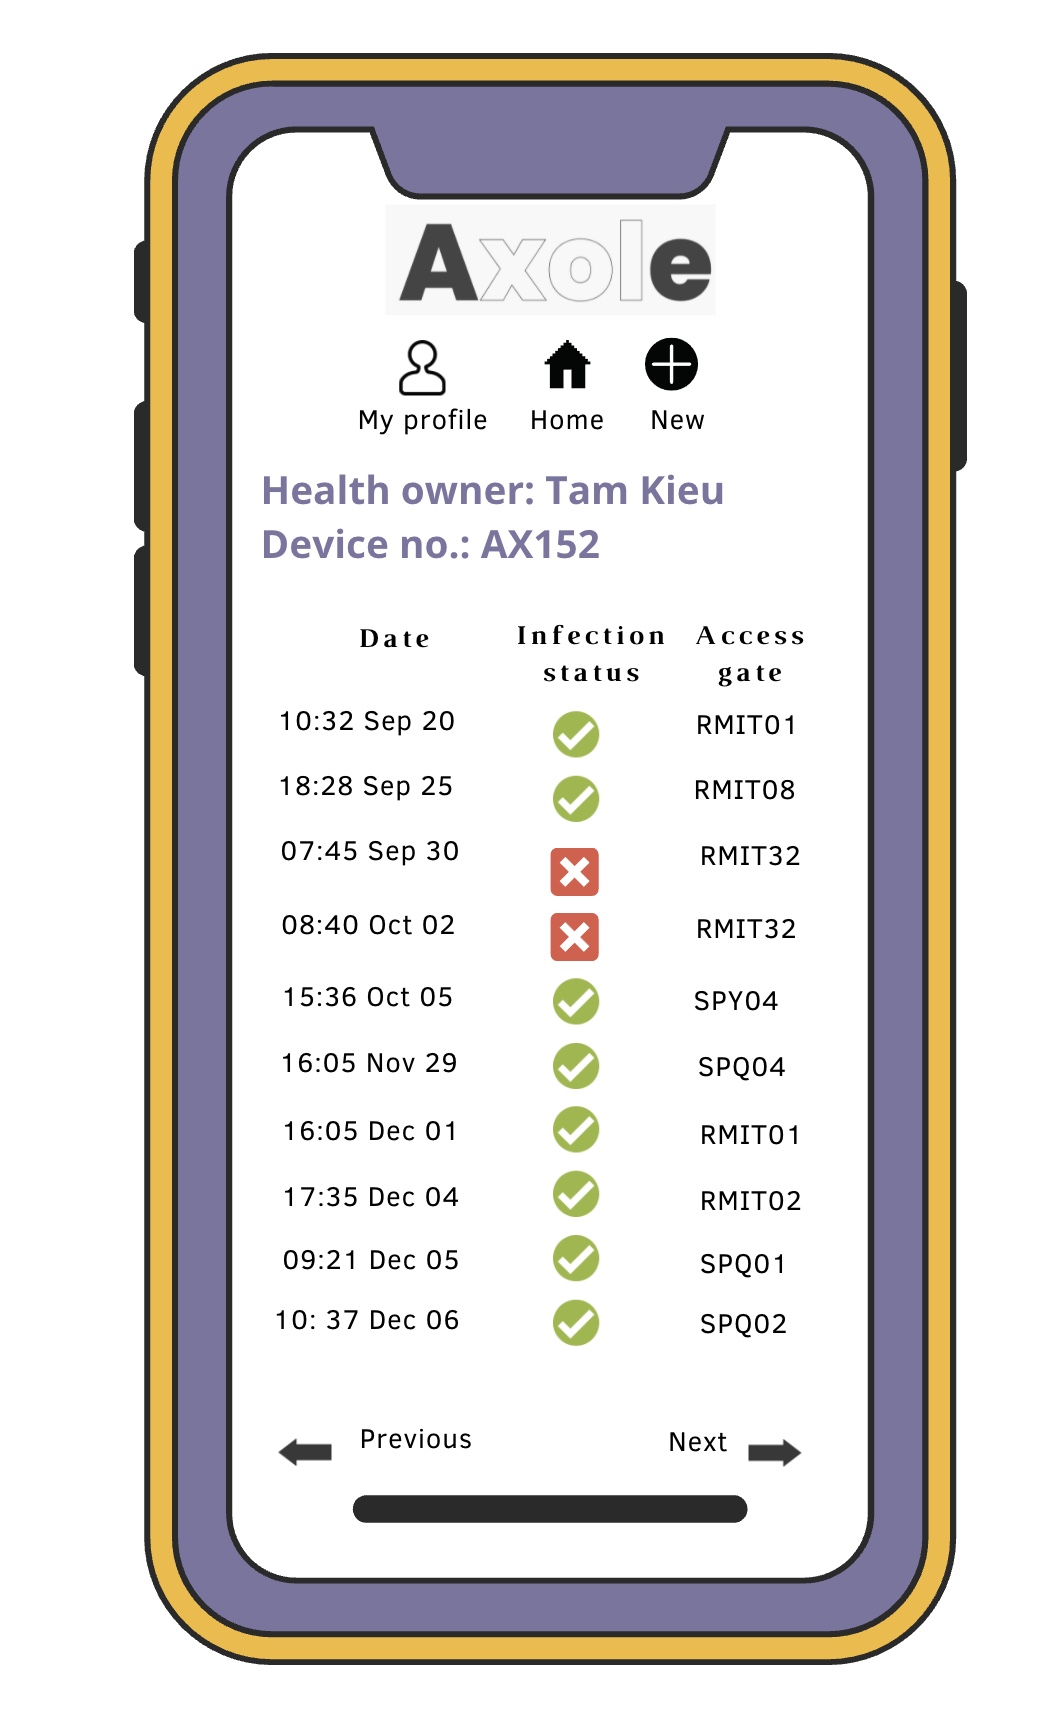 Axole
My profile Home New
Health owner: Tam Kieu
Device no.: AX152
Date Infection status Access gate
10:32 Sep 20 RMIT01
18:28 Sep 25 RMIT08
07:45 Sep 30 RMIT32
08:40 Oct 02 RMIT32
15:36 Oct 05 SPY04
16:05 Nov 29 SPQ04
16:05 Dec 01 RMIT01
17:35 Dec 04 RMIT02
09:21 Dec 05 SPQ01
10: 37 Dec 06 SPQ02
Previous Next